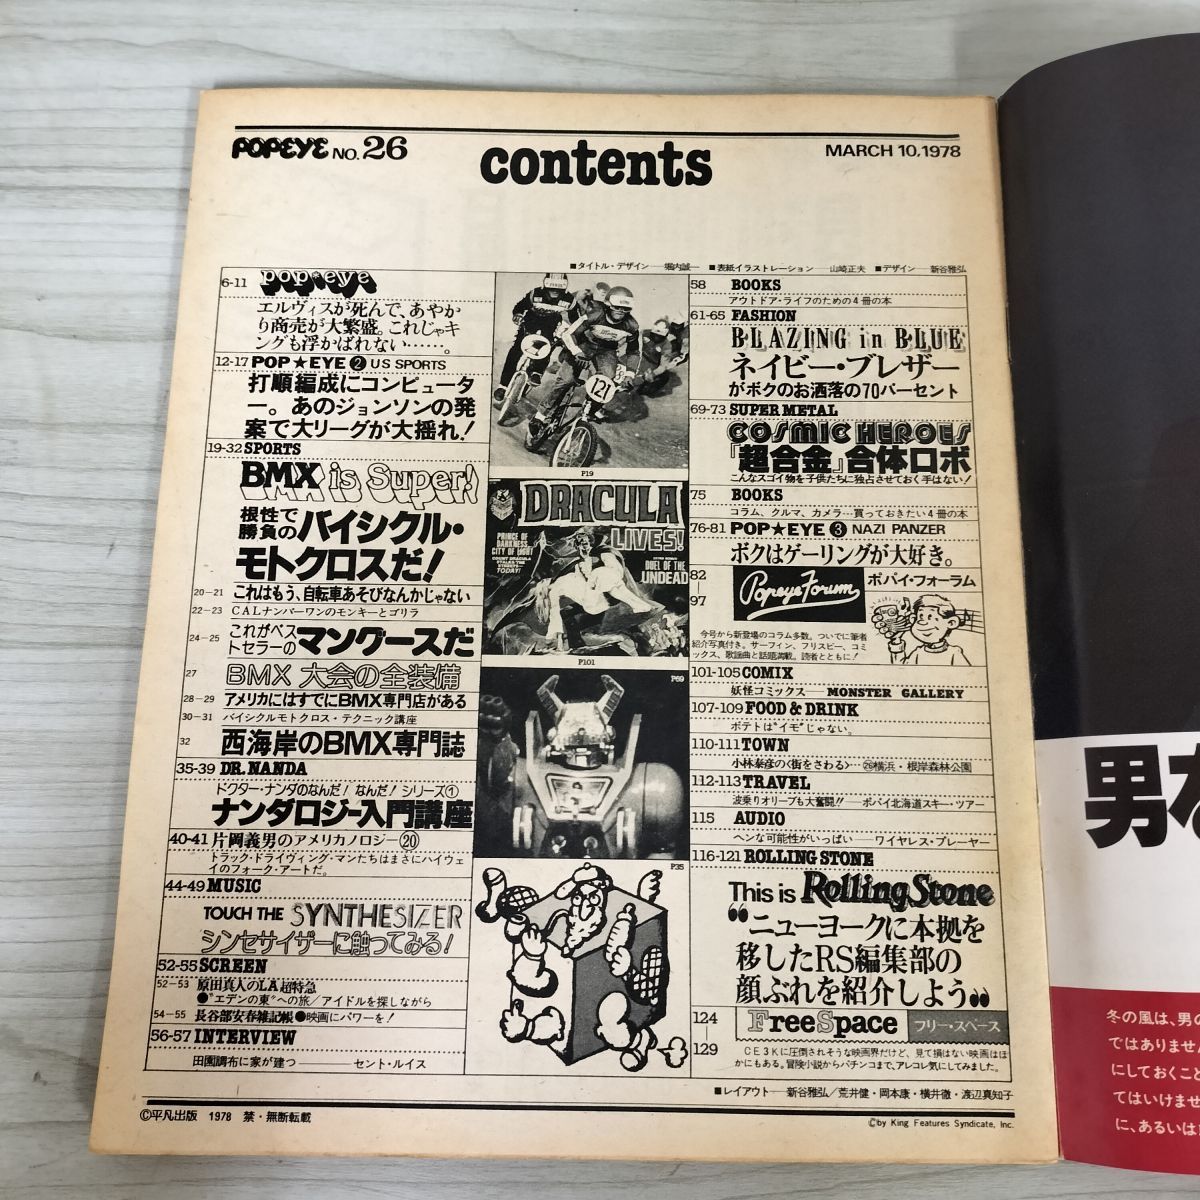 POPEYE NO.26
contents
MARCH 10,1978
■タイトル・デザイン──堀内誠一 ■表紙イラストレーション──山崎正夫 ■デザイン──新谷雅弘
6-11 pop★eye
エルヴィスが死んで、あやか
り商売が大繁盛。これじゃキ
ングも浮かばれない……。
12-17 POP★EYE ❷ US SPORTS
打順編成にコンピュータ
ー。あのジョンソンの発
案で大リーグが大揺れ!
19-32 SPORTS
BMX is Super!
根性で
勝負の バイシクル・
モトクロスだ!
20-21 これはもう、自転車あそびなんかじゃない
22-23 CALナンバーワンのモンキーとゴリラ
24-25 これがベス
トセラーの マングースだ
27 BMX 大会の全装備
28-29 アメリカにはすでにBMX専門店がある
30-31 バイシクルモトクロス・テクニック講座
32 西海岸のBMX専門誌
35-39 DR.NANDA
ドクター・ナンダのなんだ!なんだ!シリーズ①
ナンダロジー入門講座
40-41 片岡義男のアメリカノロジー⑳
トラック・ドライヴィング・マンたちはまさにハイウェ
イのフォーク・アートだ。
44-49 MUSIC
TOUCH THE SYNTHESIZER
シンセサイザーに触ってみる!
52-55 SCREEN
52-53 原田真人のLA超特急
●“エデンの東”への旅/アイドルを探しながら
54-55 長谷部安春雑記帳●映画にパワーを!
56-57 INTERVIEW
田園調布に家が建つ──セント・ルイス
121
P19
DRACULA
LIVES!
PRINCE OF
DARKNESS,
CITY OF LIGHT
COUNT DRACULA
STALKS THE
STREETS--
TODAY!
DUEL OF THE
UNDEAD
P101
P69
P35
58 BOOKS
アウトドア・ライフのための4冊の本
61-65 FASHION
BLAZING in BLUE
ネイビー・ブレザー
がボクのお洒落の70パーセント
69-73 SUPER METAL
COSMIC HEROES
『超合金』合体ロボ
こんなスゴイ物を子供たちに独占させておく手はない!
75 BOOKS
コラム、クルマ、カメラ…買っておきたい4冊の本
76-81 POP★EYE ❸ NAZI PANZER
ボクはゲーリングが大好き。
82
|
97
Popeye Forum
ポパイ・フォーラム
今号から新登場のコラム多数。ついでに筆者
紹介写真付き。サーフィン、フリスビー、コミ
ックス、歌謡曲と話題満載。読者とともに!
101-105 COMIX
妖怪コミックス──MONSTER GALLERY
107-109 FOOD & DRINK
ポテトは“イモ”じゃない。
110-111 TOWN
小林泰彦の〈街をさわる〉…㉖横浜・根岸森林公園
112-113 TRAVEL
波乗りオリーブも大奮闘!!──ポパイ北海道スキー・ツアー
115 AUDIO
ヘンな可能性がいっぱい──ワイヤレス・プレーヤー
116-121 ROLLING STONE
This is Rolling Stone
“ニューヨークに本拠を
移したRS編集部の
顔ぶれを紹介しよう”
124
|
129
Free Space フリー・スペース
CE3Kに圧倒されそうな映画界だけど、見て損はない映画はほ
かにもある。冒険小説からパチンコまで、アレコレ気にしてみました。
■レイアウト──新谷雅弘/荒井健・岡本康・横井徹・渡辺真知子
©平凡出版 1978 禁・無断転載
©by King Features Syndicate, Inc.
男な
冬の風は、男の
ではありません
にしておくこと
てはいけませ
に、あるいは